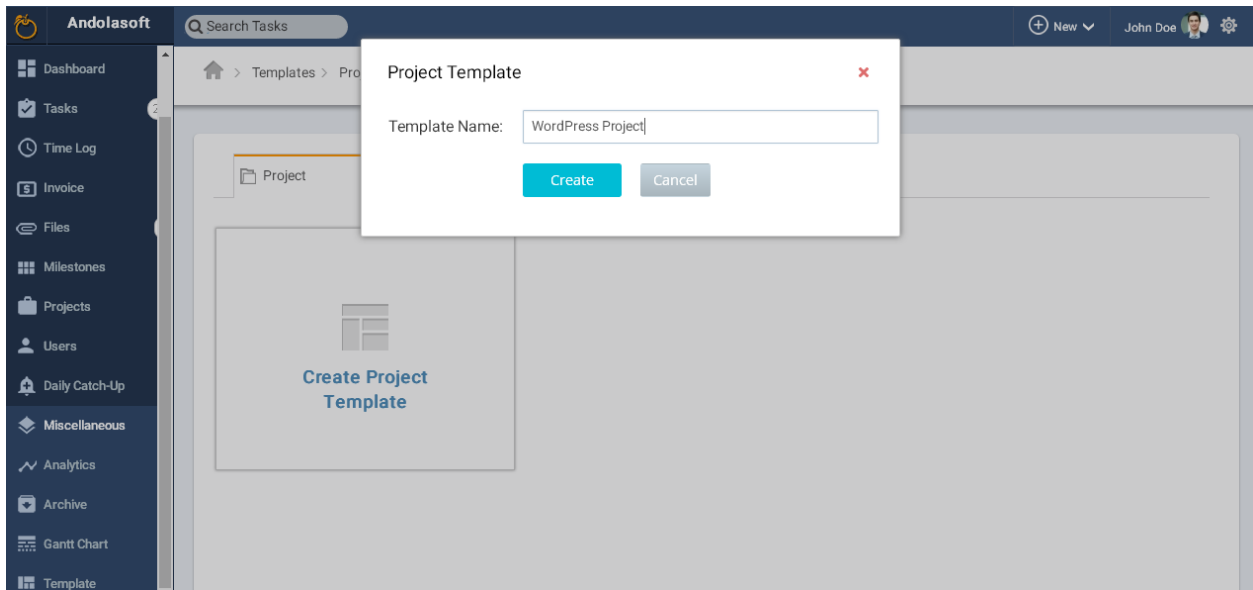 Andolasoft
Search Tasks
New
John Doe
Dashboard
Tasks
Time Log
Invoice
Files
Milestones
Projects
Users
Daily Catch-Up
Miscellaneous
Analytics
Archive
Gantt Chart
Template
> Templates > Pro
Project Template
Template Name:
WordPress Project
Create
Cancel
Project
Create Project
Template